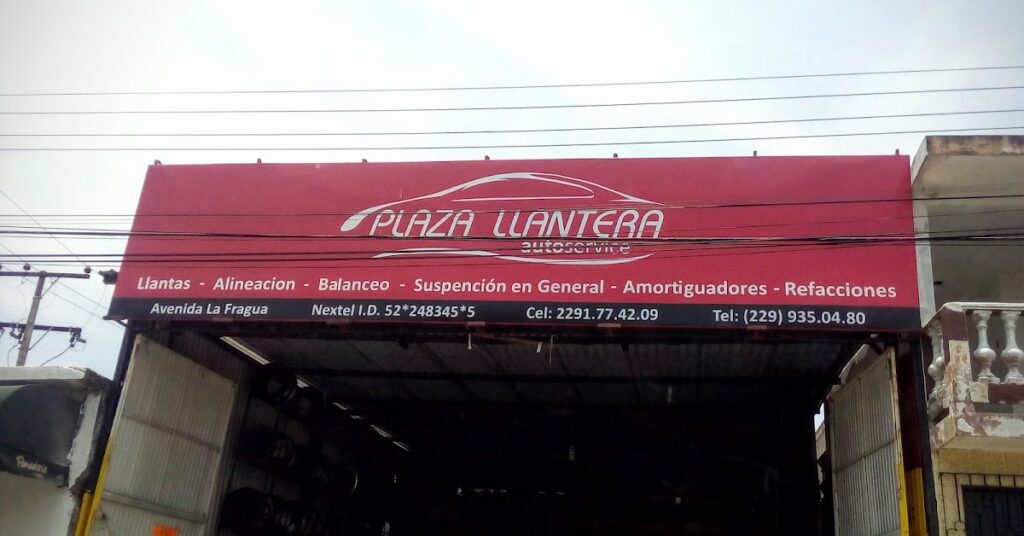 PLAZA LLANTERA
autoservice
Llantas - Alineacion - Balanceo - Suspención en General - Amortiguadores - Refacciones
Avenida La Fragua Nextel I.D. 52*248345*5 Cel: 2291.77.42.09 Tel: (229) 935.04.80